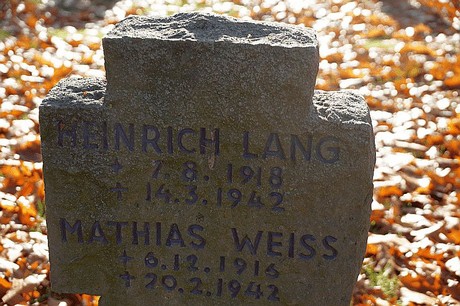 HEINRICH LANG
+ 7.8.1918
+ 14.3.1942
MATHIAS WEISS
+ 6.12.1916
+ 20.2.1942